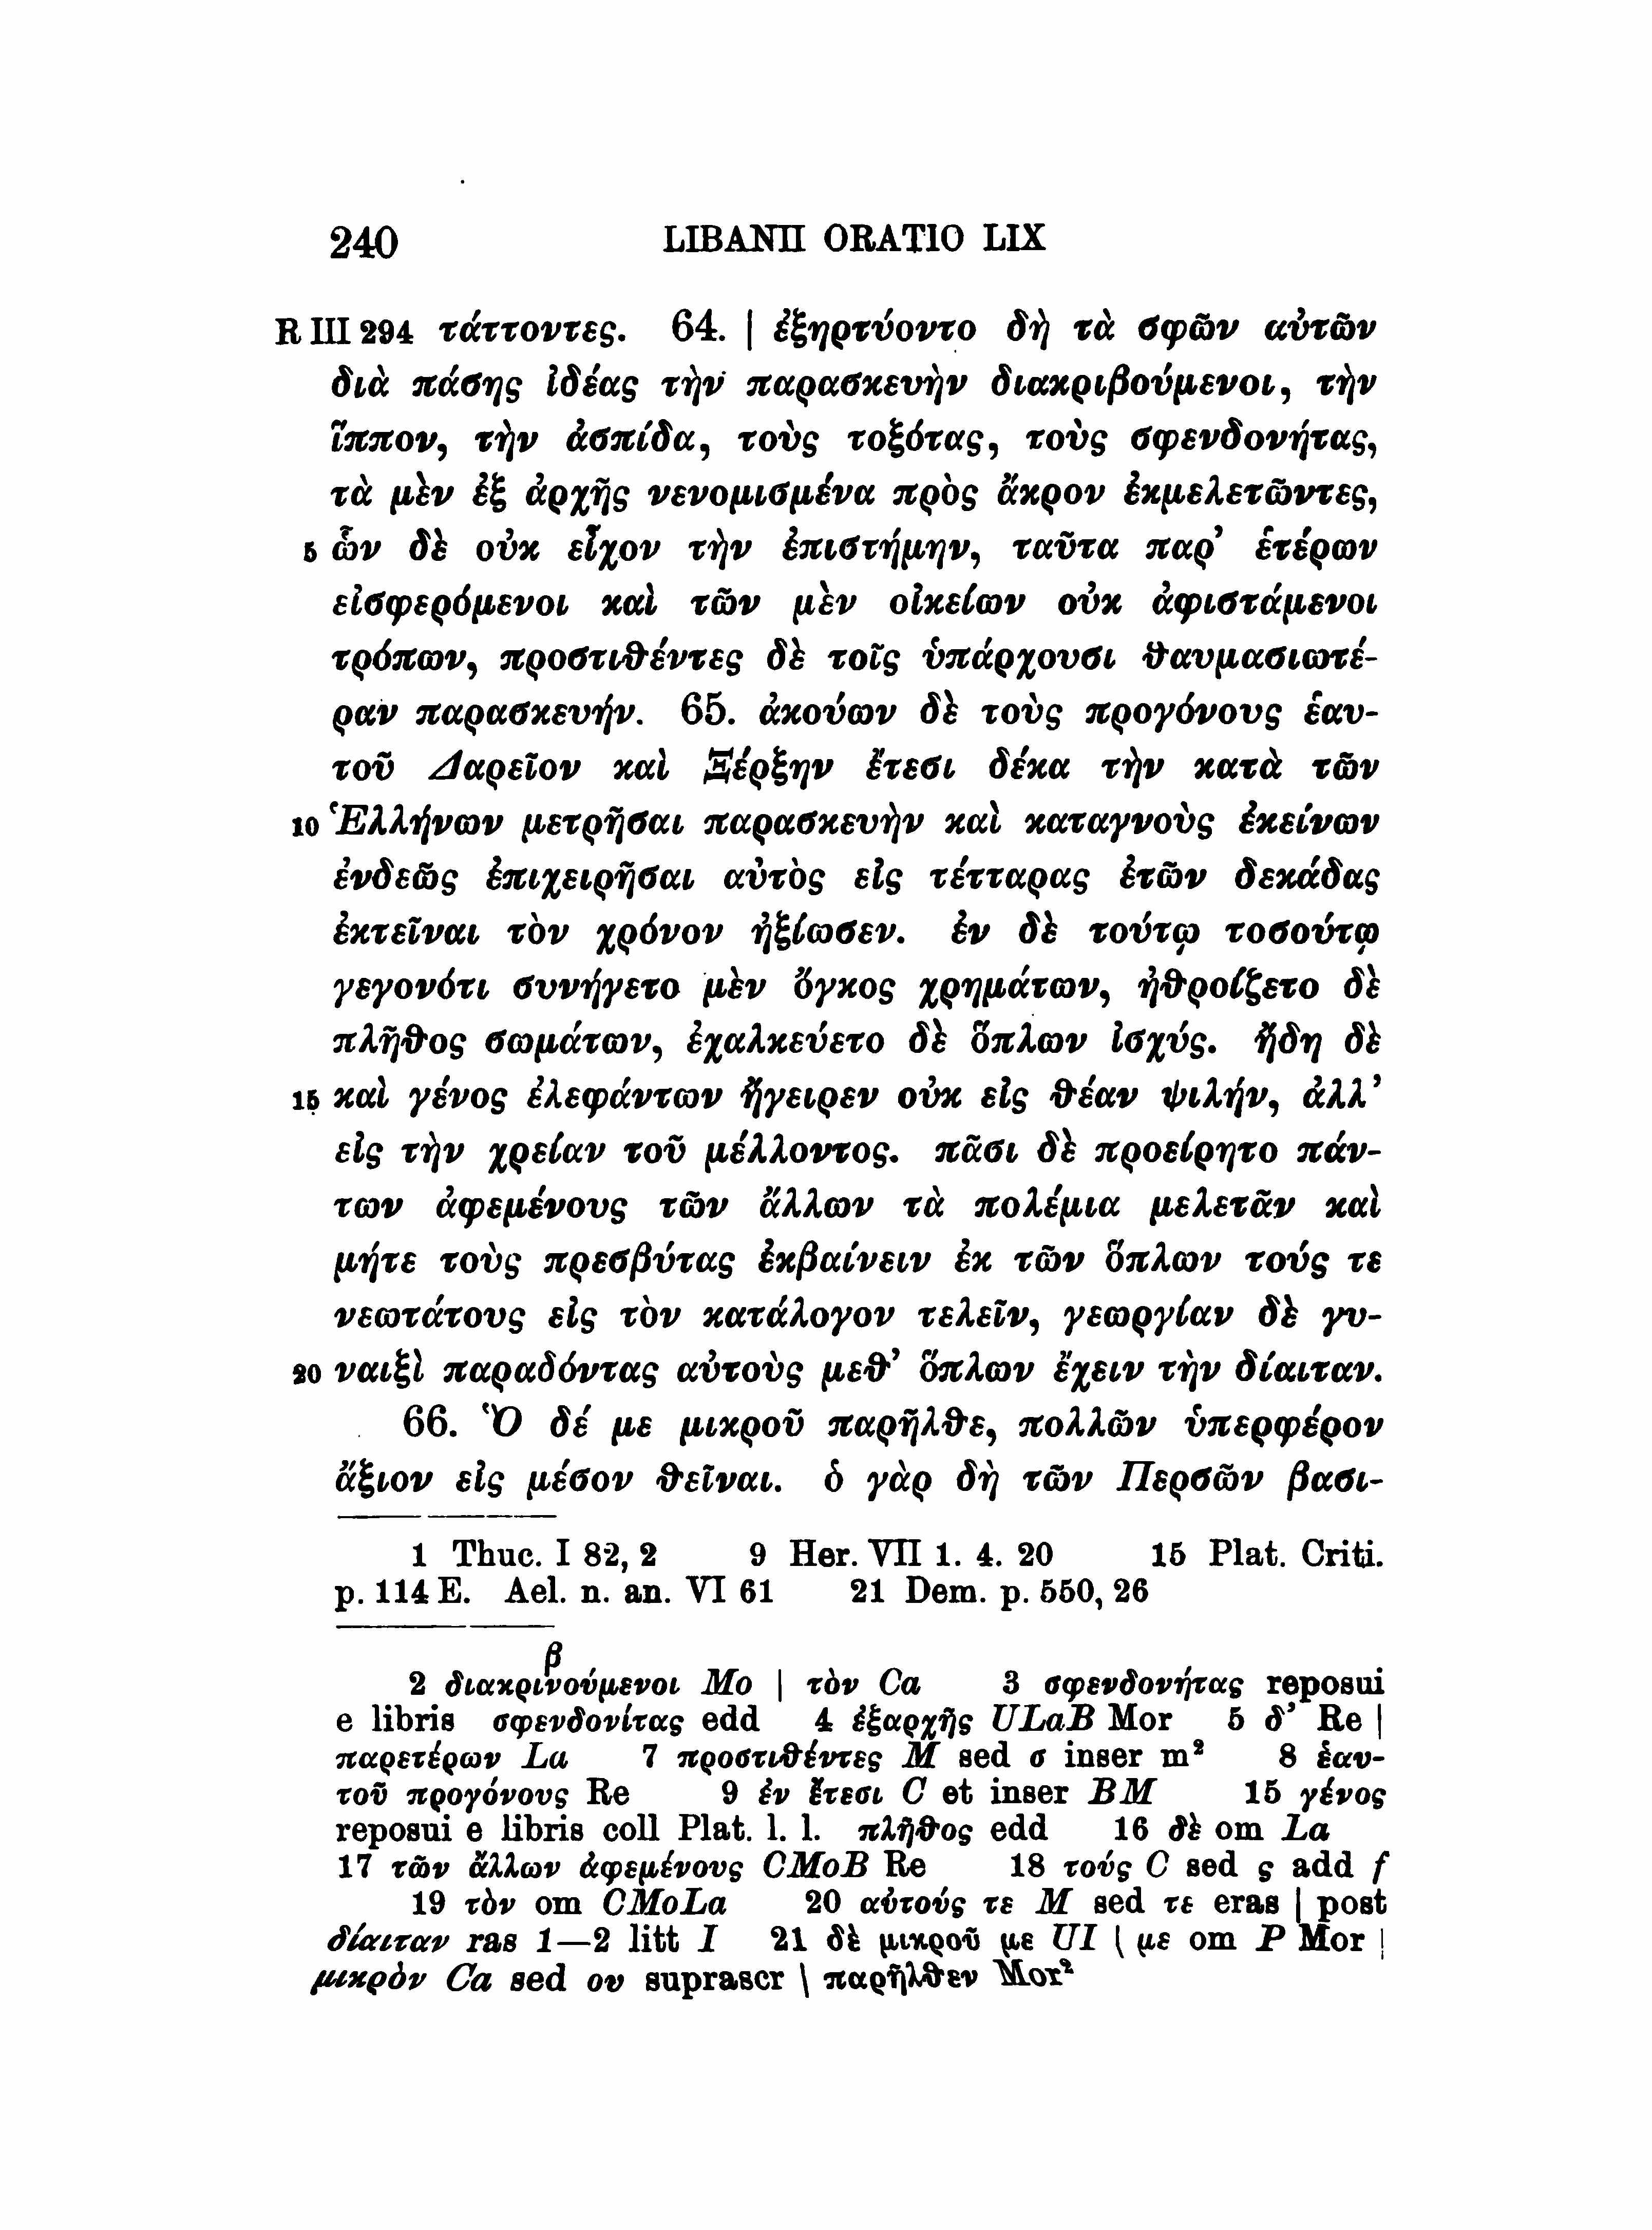 240 LIBANII ORATIO LIX
R III 294 τάττοντες. 64. | ἐξηρτύοντο δὴ τὰ σφῶν αὐτῶν
διὰ πάσης ἰδέας τὴν παρασκευὴν διακριβούμενοι, τὴν
ἵππον, τὴν ἀσπίδα, τοὺς τοξότας, τοὺς σφενδονήτας,
τὰ μὲν ἐξ ἀρχῆς νενομισμένα πρὸς ἄκρον ἐκμελετῶντες,
5 ὧν δὲ οὐκ εἶχον τὴν ἐπιστήμην, ταῦτα παρ’ ἑτέρων
εἰσφερόμενοι καὶ τῶν μὲν οἰκείων οὐκ ἀφιστάμενοι
τρόπων, προστιθέντες δὲ τοῖς ὑπάρχουσι θαυμασιωτέ-
ραν παρασκευήν. 65. ἀκούων δὲ τοὺς προγόνους ἑαυ-
τοῦ Δαρεῖον καὶ Ξέρξην ἔτεσι δέκα τὴν κατὰ τῶν
10 Ἑλλήνων μετρῆσαι παρασκευὴν καὶ καταγνοὺς ἐκείνων
ἐνδεῶς ἐπιχειρῆσαι αὐτὸς εἰς τέτταρας ἐτῶν δεκάδας
ἐκτεῖναι τὸν χρόνον ἠξίωσεν. ἐν δὲ τούτῳ τοσούτῳ
γεγονότι συνήγετο μὲν ὄγκος χρημάτων, ἠθροίζετο δὲ
πλῆθος σωμάτων, ἐχαλκεύετο δὲ ὅπλων ἰσχύς. ἤδη δὲ
15 καὶ γένος ἐλεφάντων ἤγειρεν οὐκ εἰς θέαν ψιλήν, ἀλλ’
εἰς τὴν χρείαν τοῦ μέλλοντος. πᾶσι δὲ προείρητο πάν-
των ἀφεμένους τῶν ἄλλων τὰ πολέμια μελετᾶν καὶ
μήτε τοὺς πρεσβύτας ἐκβαίνειν ἐκ τῶν ὅπλων τούς τε
νεωτάτους εἰς τὸν κατάλογον τελεῖν, γεωργίαν δὲ γυ-
20 ναιξὶ παραδόντας αὐτοὺς μεθ’ ὅπλων ἔχειν τὴν δίαιταν.
66. Ὃ δέ με μικροῦ παρῆλθε, πολλῶν ὑπερφέρον
ἄξιον εἰς μέσον θεῖναι. ὁ γὰρ δὴ τῶν Περσῶν βασι-
1 Thuc. I 82, 2 9 Her. VII 1. 4. 20 15 Plat. Criti.
p. 114 E. Ael. n. an. VI 61 21 Dem. p. 550, 26
β
2 διακρινούμενοι Mo | τὸν Ca 3 σφενδονήτας reposui
e libris σφενδονίτας edd 4 ἐξαρχῆς ULaB Mor 5 δ’ Re |
παρετέρων La 7 προστιθέντες M sed σ inser m² 8 ἑαυ-
τοῦ προγόνους Re 9 ἐν ἔτεσι C et inser BM 15 γένος
reposui e libris coll Plat. l. l. πλῆθος edd 16 δὲ om La
17 τῶν ἄλλων ἀφεμένους CMoB Re 18 τούς C sed ς add f
19 τὸν om CMoLa 20 αὐτούς τε M sed τε eras | post
δίαιταν ras 1—2 litt I 21 δὲ μικροῦ με UI | με om P Mor |
μικρὸν Ca sed ου suprascr | παρῆλθεν Mor²